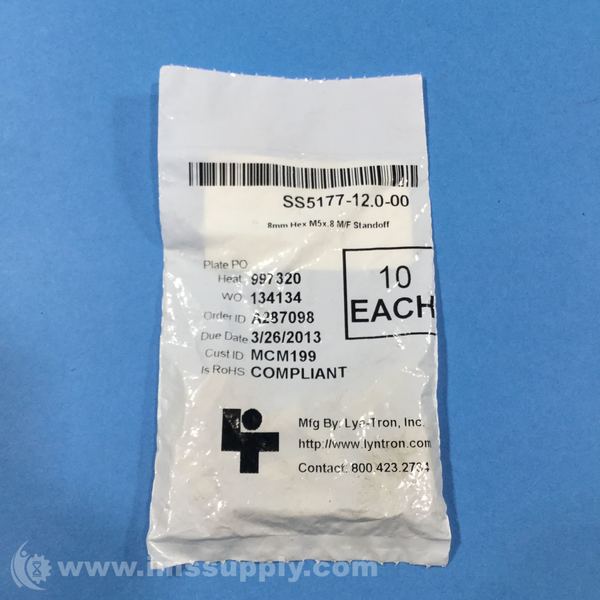 SS5177-12.0-00
8mm Hex M5x.8 M/F Standoff
Plate PO
Heat 997320
WO 134134
Order ID A287098
Due Date 3/26/2013
Cust ID MCM199
Is RoHS COMPLIANT
10
EACH
Mfg By: Lyn-Tron, Inc.
http://www.lyntron.com
Contact: 800.423.2734
www.imssupply.com